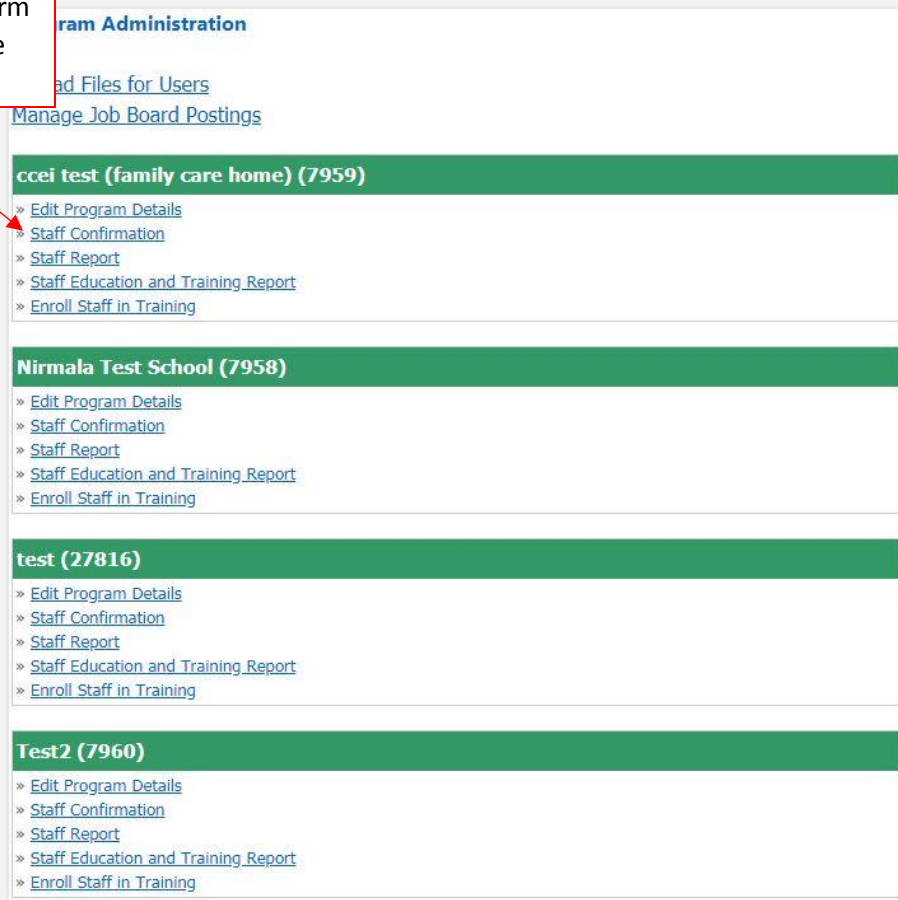 Administration
Files for Users
Manage Job Board Postings
ccei test (family care home) (7959)
» Edit Program Details
» Staff Confirmation
» Staff Report
» Staff Education and Training Report
» Enroll Staff in Training
Nirmala Test School (7958)
» Edit Program Details
» Staff Confirmation
» Staff Report
» Staff Education and Training Report
» Enroll Staff in Training
test (27816)
» Edit Program Details
» Staff Confirmation
» Staff Report
» Staff Education and Training Report
» Enroll Staff in Training
Test2 (7960)
» Edit Program Details
» Staff Confirmation
» Staff Report
» Staff Education and Training Report
» Enroll Staff in Training